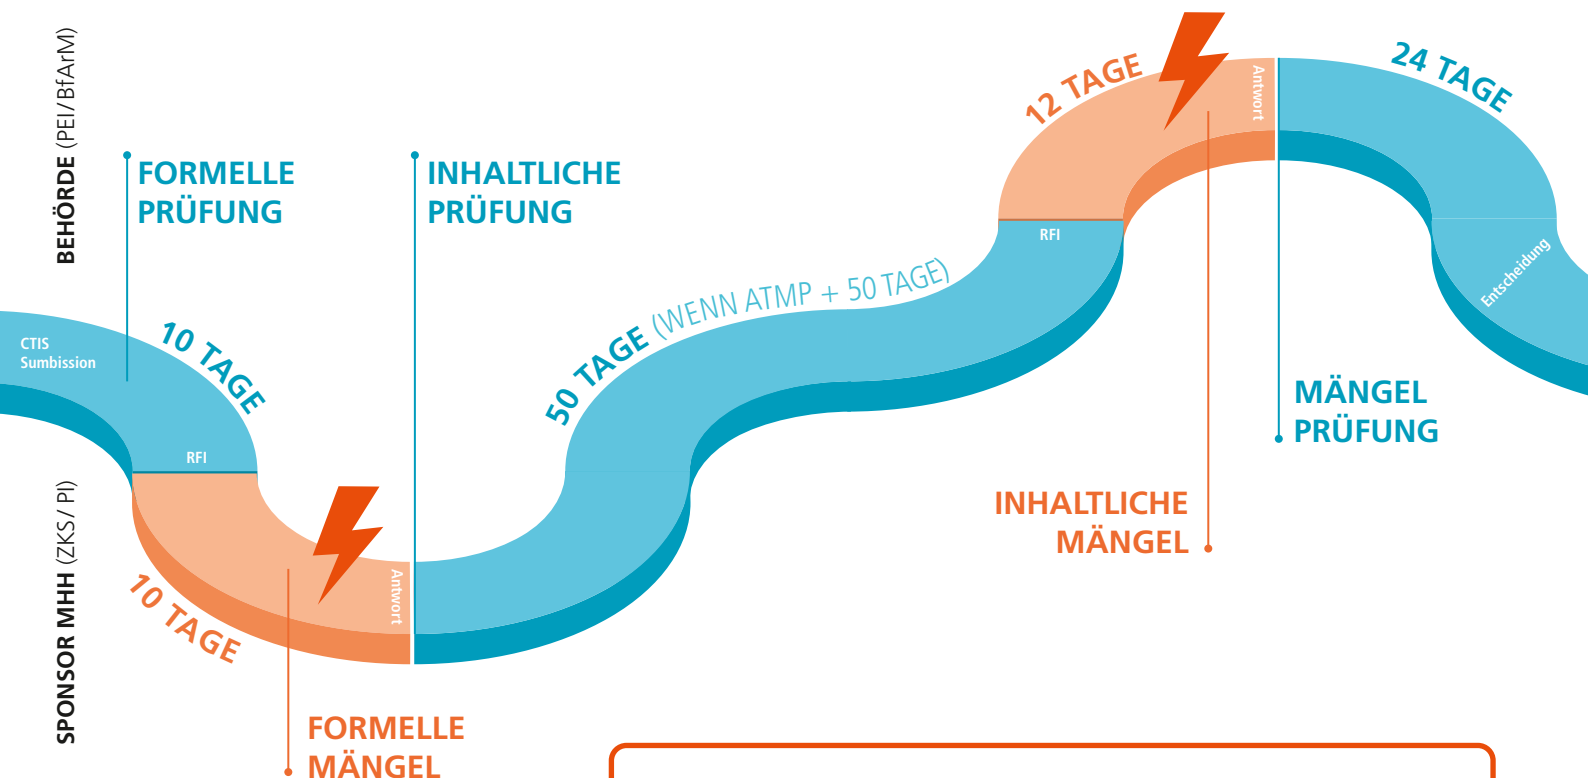 BEHÖRDE (PEI/BfArM)
SPONSOR MHH (ZKS/PI)
CTIS
Sumbission
FORMELLE
PRÜFUNG
10 TAGE
RFI
10 TAGE
FORMELLE
MÄNGEL
Antwort
INHALTLICHE
PRÜFUNG
50 TAGE (WENN ATMP + 50 TAGE)
RFI
12 TAGE
INHALTLICHE
MÄNGEL
Antwort
24 TAGE
MÄNGEL
PRÜFUNG
Entscheidung